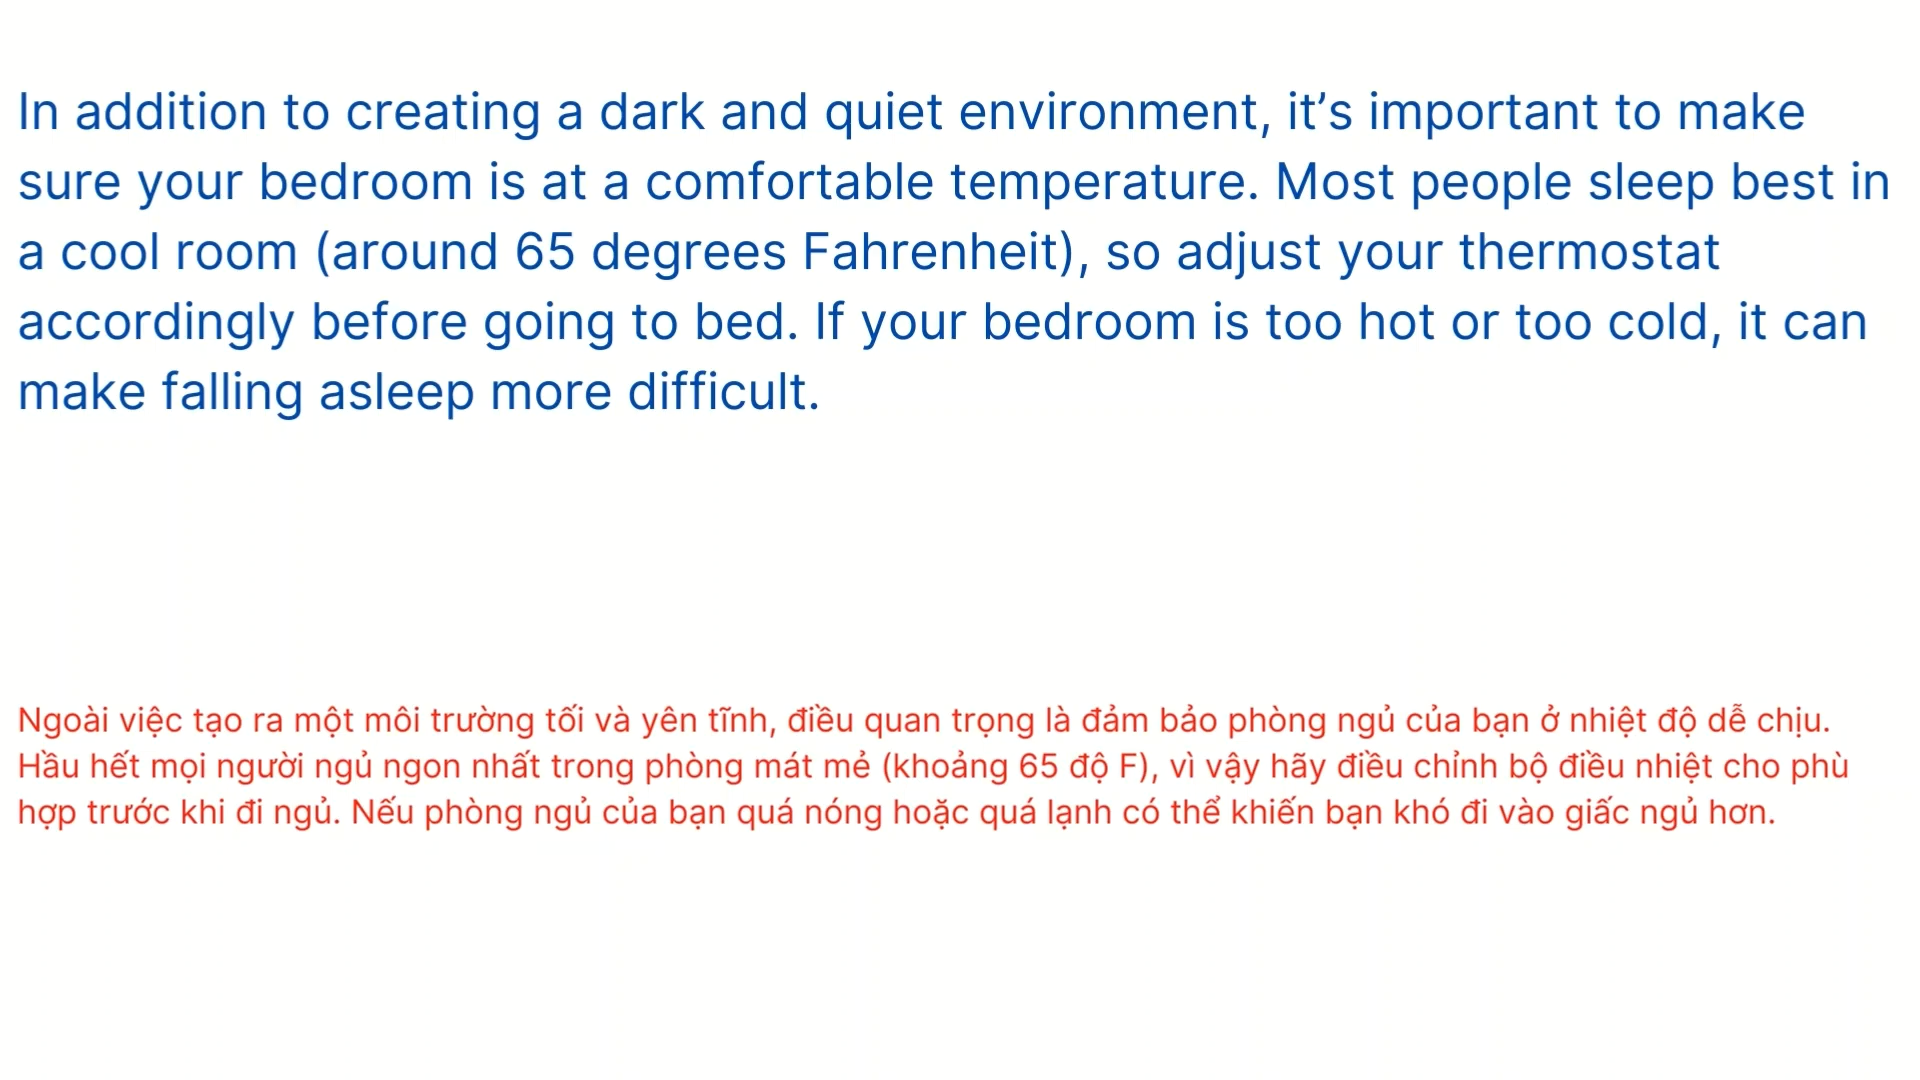 In addition to creating a dark and quiet environment, it’s important to make
sure your bedroom is at a comfortable temperature. Most people sleep best in
a cool room (around 65 degrees Fahrenheit), so adjust your thermostat
accordingly before going to bed. If your bedroom is too hot or too cold, it can
make falling asleep more difficult.
Ngoài việc tạo ra một môi trường tối và yên tĩnh, điều quan trọng là đảm bảo phòng ngủ của bạn ở nhiệt độ dễ chịu.
Hầu hết mọi người ngủ ngon nhất trong phòng mát mẻ (khoảng 65 độ F), vì vậy hãy điều chỉnh bộ điều nhiệt cho phù
hợp trước khi đi ngủ. Nếu phòng ngủ của bạn quá nóng hoặc quá lạnh có thể khiến bạn khó đi vào giấc ngủ hơn.